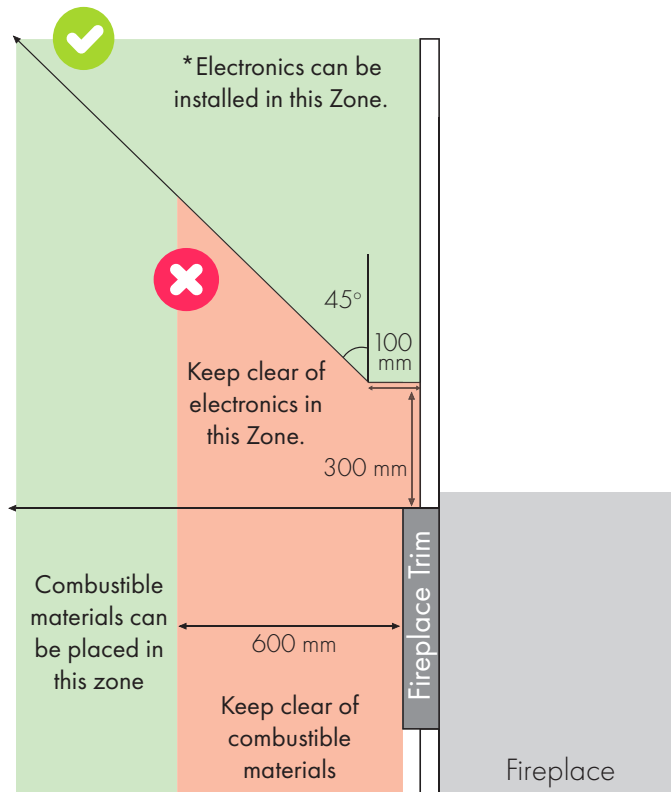 *Electronics can be
installed in this Zone.
45°
100
mm
Keep clear of
electronics in
this Zone.
300 mm
Combustible
materials can
be placed in
this zone
600 mm
Fireplace Trim
Keep clear of
combustible
materials
Fireplace